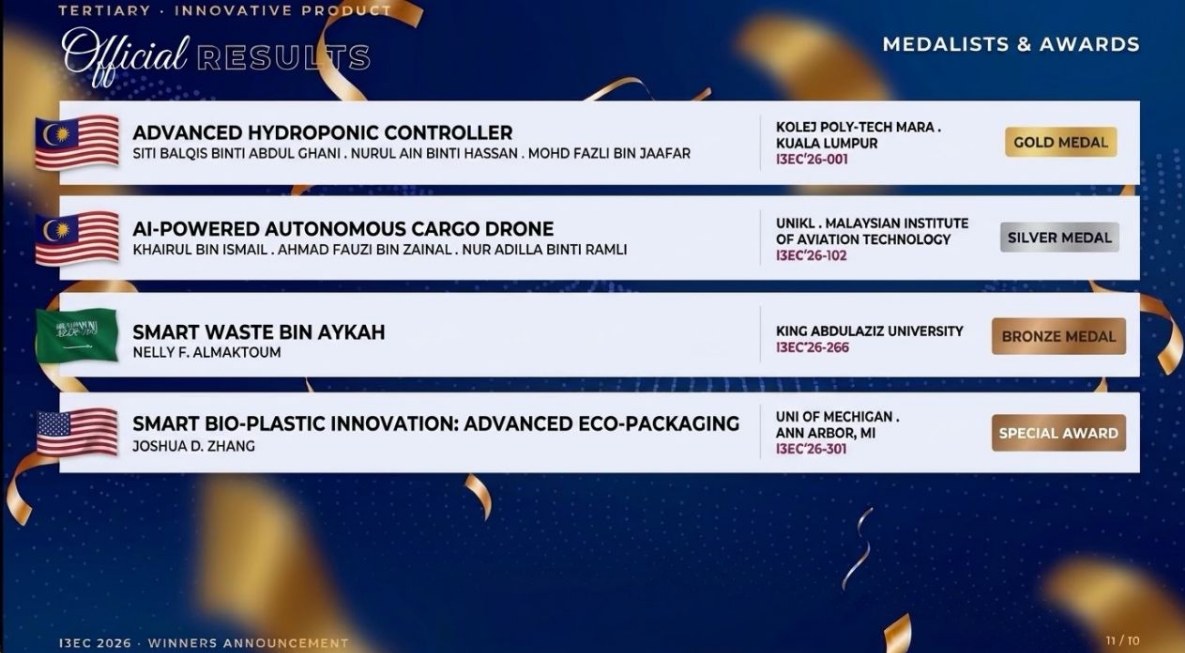 TERTIARY · INNOVATIVE PRODUCT
Official RESULTS
MEDALISTS & AWARDS
ADVANCED HYDROPONIC CONTROLLER
SITI BALQIS BINTI ABDUL GHANI . NURUL AIN BINTI HASSAN . MOHD FAZLI BIN JAAFAR
KOLEJ POLY-TECH MARA .
KUALA LUMPUR
I3EC'26-001
GOLD MEDAL
AI-POWERED AUTONOMOUS CARGO DRONE
KHAIRUL BIN ISMAIL . AHMAD FAUZI BIN ZAINAL . NUR ADILLA BINTI RAMLI
UNIKL . MALAYSIAN INSTITUTE
OF AVIATION TECHNOLOGY
I3EC'26-102
SILVER MEDAL
SMART WASTE BIN AYKAH
NELLY F. ALMAKTOUM
KING ABDULAZIZ UNIVERSITY
I3EC'26-266
BRONZE MEDAL
SMART BIO-PLASTIC INNOVATION: ADVANCED ECO-PACKAGING
JOSHUA D. ZHANG
UNI OF MECHIGAN .
ANN ARBOR, MI
I3EC'26-301
SPECIAL AWARD
I3EC 2026 · WINNERS ANNOUNCEMENT
11 / 10